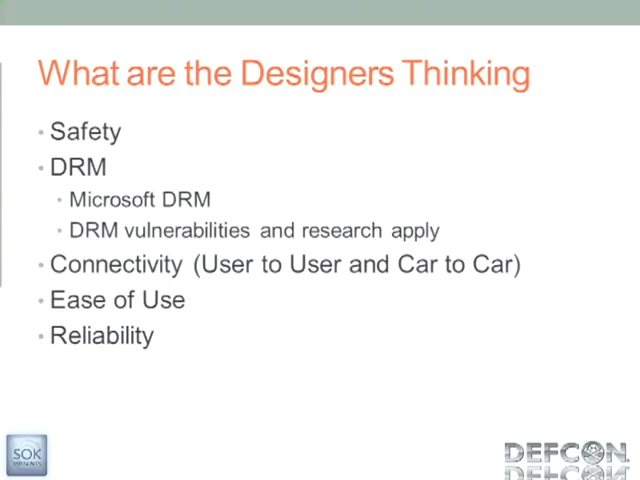 What are the Designers Thinking
• Safety
• DRM
• Microsoft DRM
• DRM vulnerabilities and research apply
• Connectivity (User to User and Car to Car)
• Ease of Use
• Reliability
SOK
PRESENTS
DEFCON